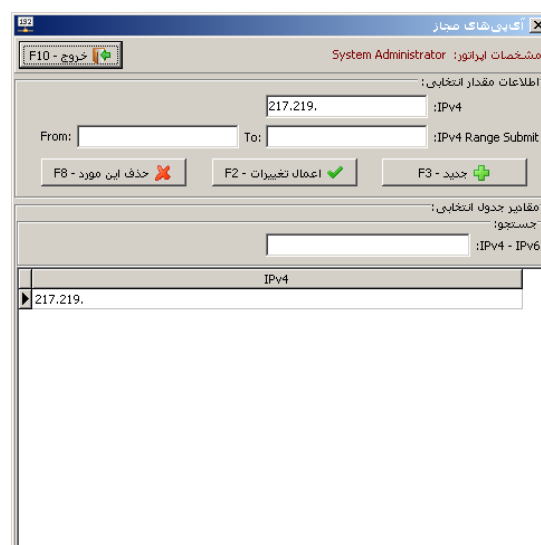 192
آی‌پی‌های مجاز
مشخصات اپراتور: System Administrator
خروج - F10
اطلاعات مقدار انتخابی:
IPv4: 217.219.
IPv4 Range Submit: To: From:
جدید - F3
اعمال تغییرات - F2
حذف این مورد - F8
مقادیر جدول انتخابی:
جستجو:
IPv4 - IPv6:
IPv4
217.219.